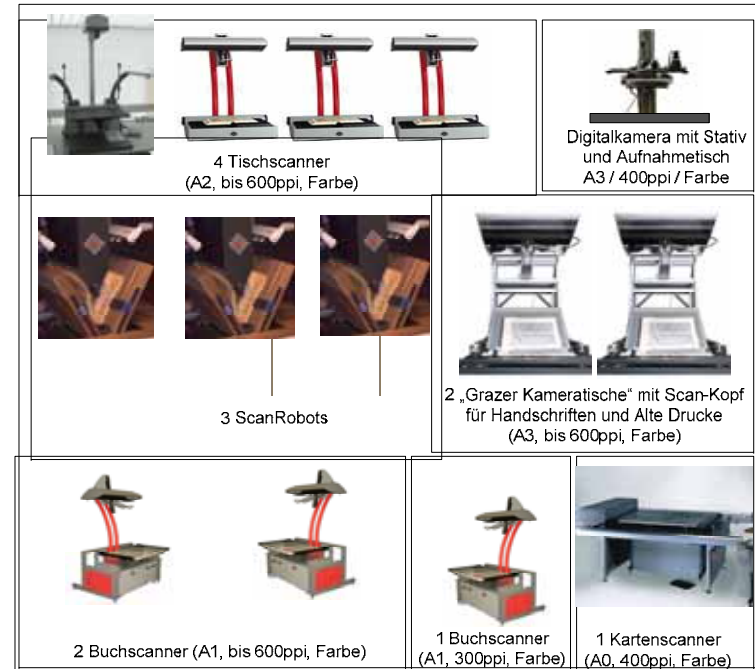 4 Tischscanner
(A2, bis 600ppi, Farbe)
Digitalkamera mit Stativ
und Aufnahmetisch
A3 / 400ppi / Farbe
3 ScanRobots
2 „Grazer Kameratische“ mit Scan-Kopf
für Handschriften und Alte Drucke
(A3, bis 600ppi, Farbe)
2 Buchscanner (A1, bis 600ppi, Farbe)
1 Buchscanner
(A1, 300ppi, Farbe)
1 Kartenscanner
(A0, 400ppi, Farbe)